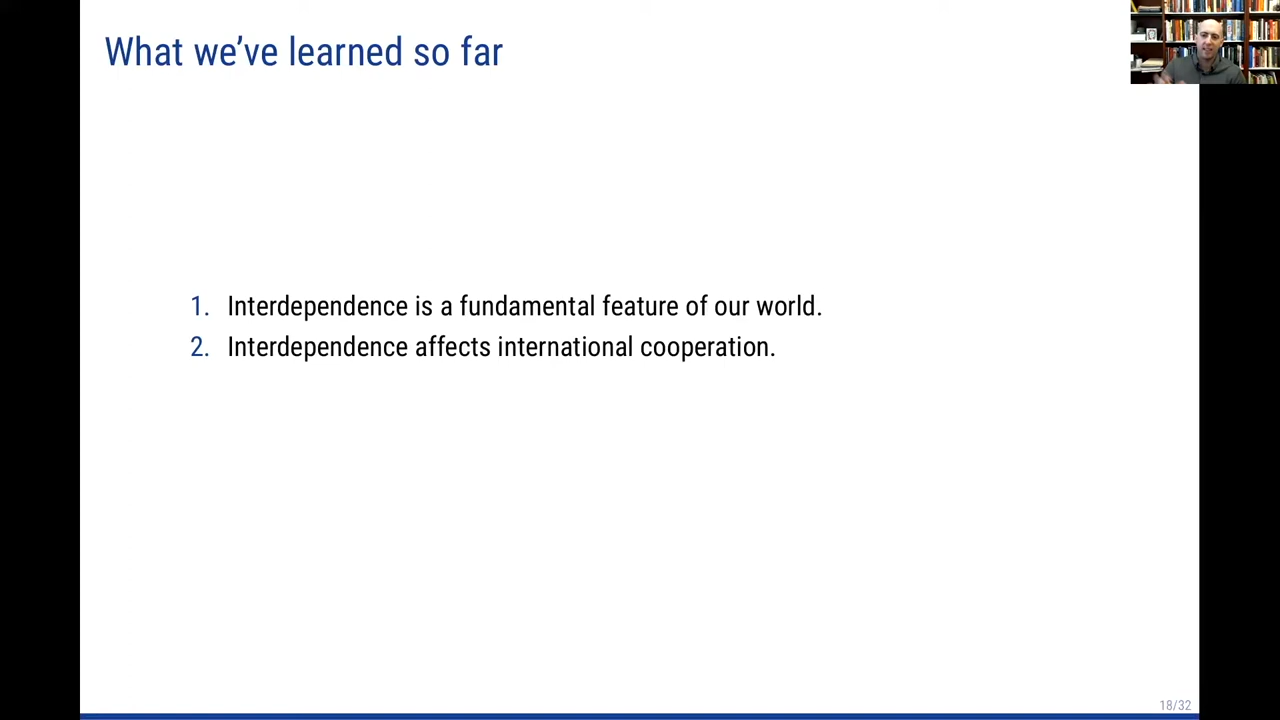 What we've learned so far
1. Interdependence is a fundamental feature of our world.
2. Interdependence affects international cooperation.
18/32